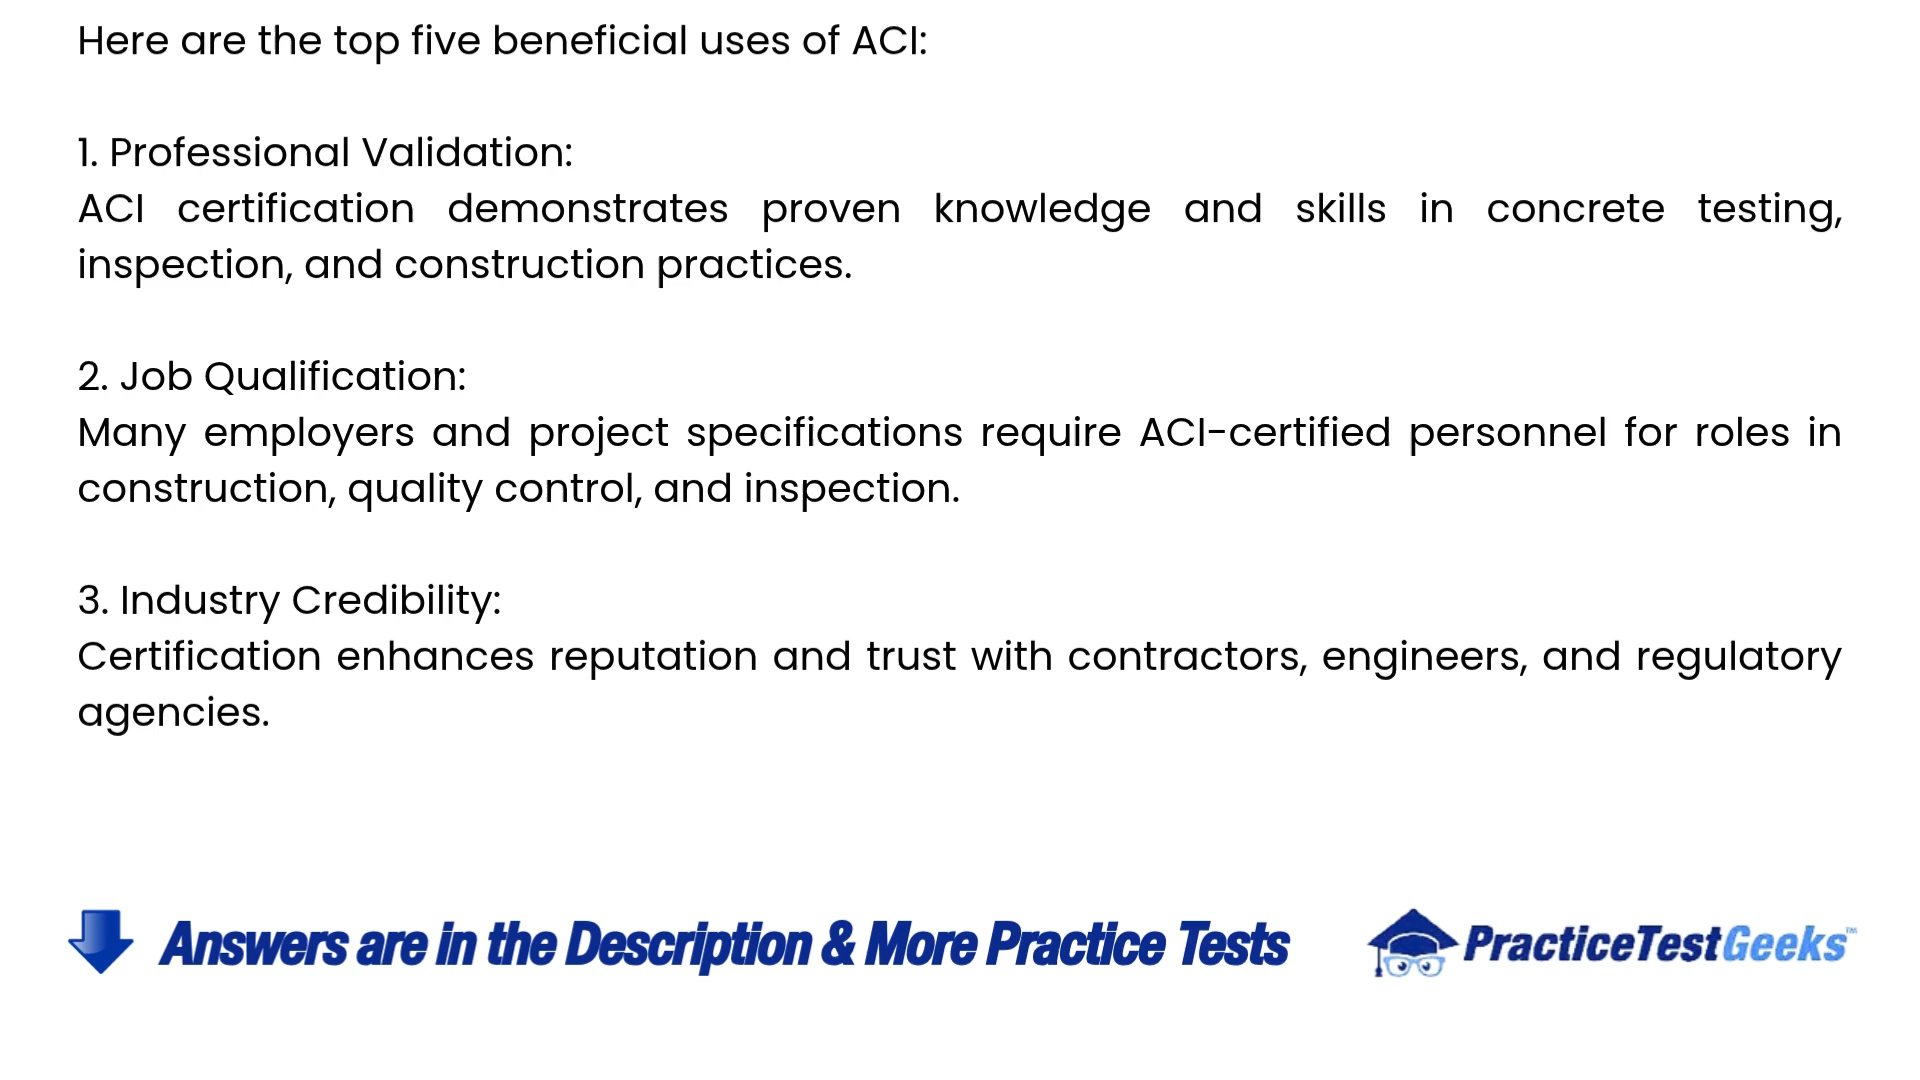 Here are the top five beneficial uses of ACI:
1. Professional Validation:
ACI certification demonstrates proven knowledge and skills in concrete testing,
inspection, and construction practices.
2. Job Qualification:
Many employers and project specifications require ACI-certified personnel for roles in
construction, quality control, and inspection.
3. Industry Credibility:
Certification enhances reputation and trust with contractors, engineers, and regulatory
agencies.
Answers are in the Description & More Practice Tests
PracticeTestGeeks™